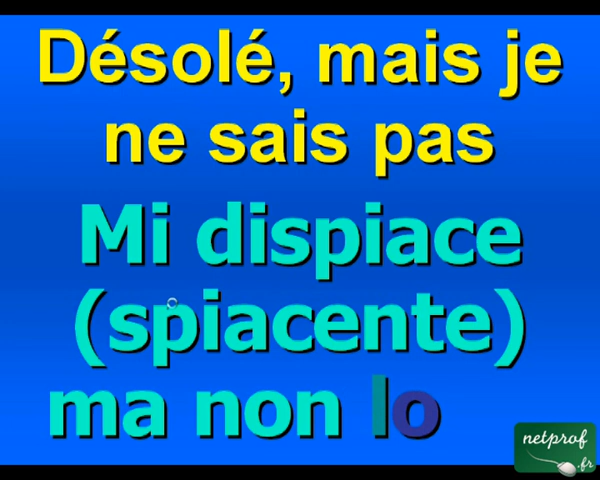 Désolé, mais je
ne sais pas
Mi dispiace
(spiacente)
ma non lo
netprof
.fr